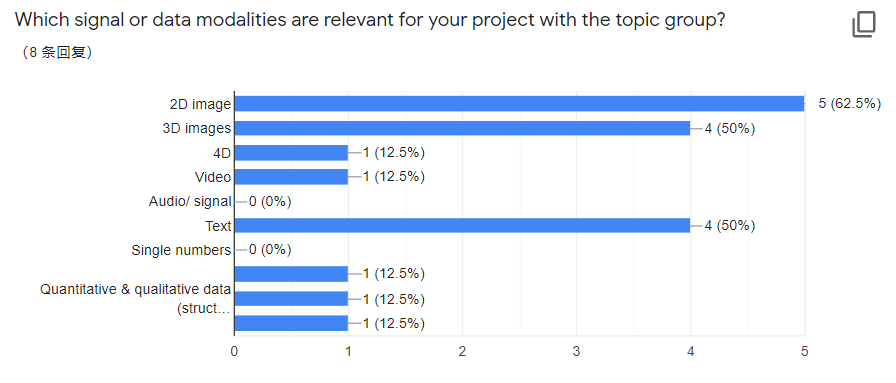 Which signal or data modalities are relevant for your project with the topic group?
（8 条回复）
2D image 5 (62.5%)
3D images 4 (50%)
4D 1 (12.5%)
Video 1 (12.5%)
Audio/ signal 0 (0%)
Text 4 (50%)
Single numbers 0 (0%)
1 (12.5%)
Quantitative & qualitative data
(struct... 1 (12.5%)
1 (12.5%)
0 1 2 3 4 5